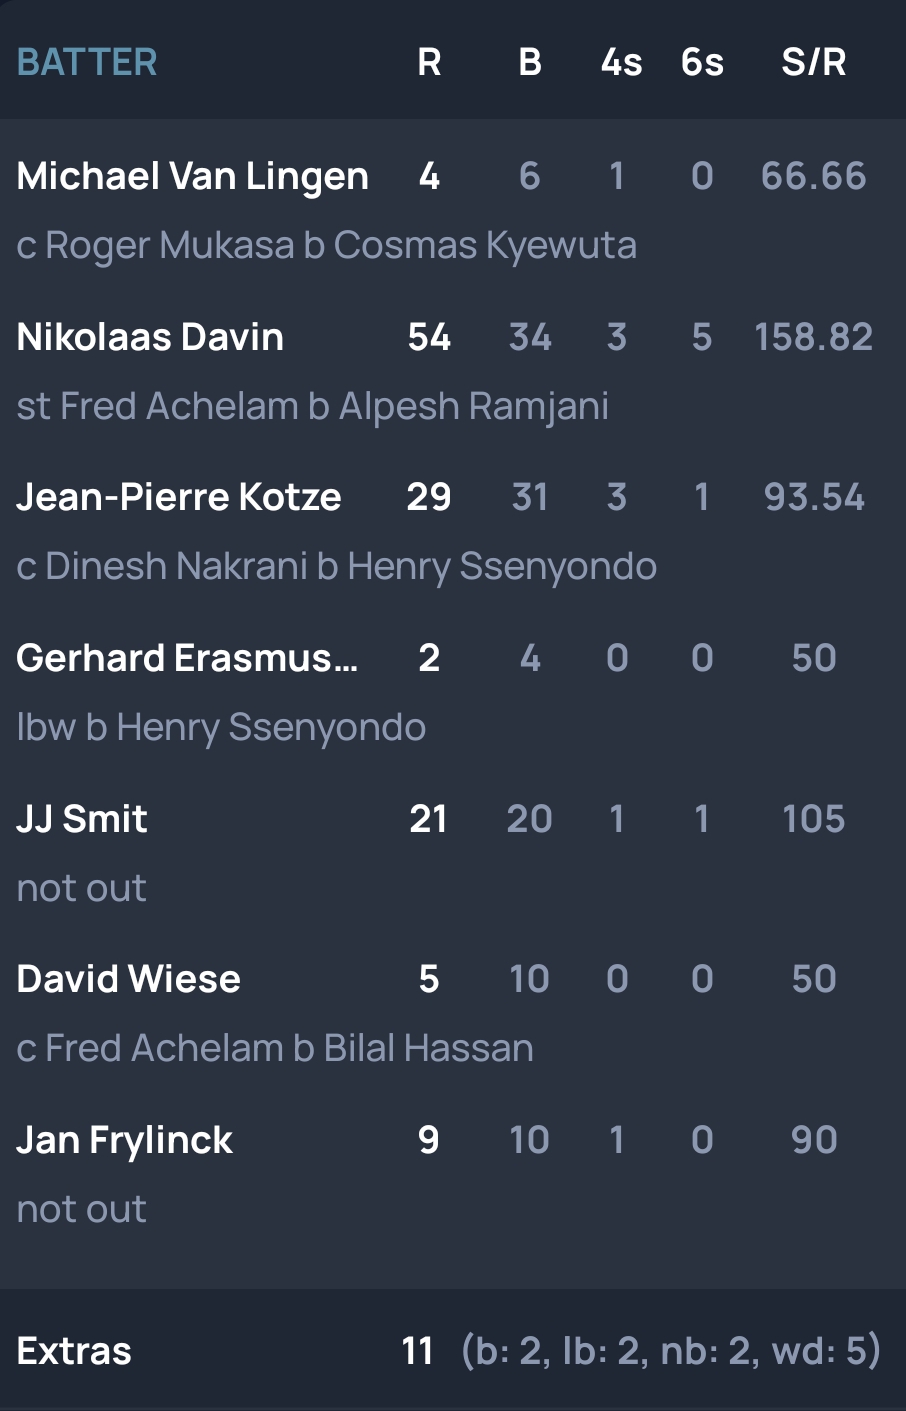 BATTER R B 4s 6s S/R
Michael Van Lingen 4 6 1 0 66.66
c Roger Mukasa b Cosmas Kyewuta
Nikolaas Davin 54 34 3 5 158.82
st Fred Achelam b Alpesh Ramjani
Jean-Pierre Kotze 29 31 3 1 93.54
c Dinesh Nakrani b Henry Ssenyondo
Gerhard Erasmus... 2 4 0 0 50
lbw b Henry Ssenyondo
JJ Smit 21 20 1 1 105
not out
David Wiese 5 10 0 0 50
c Fred Achelam b Bilal Hassan
Jan Frylinck 9 10 1 0 90
not out
Extras 11 (b: 2, lb: 2, nb: 2, wd: 5)